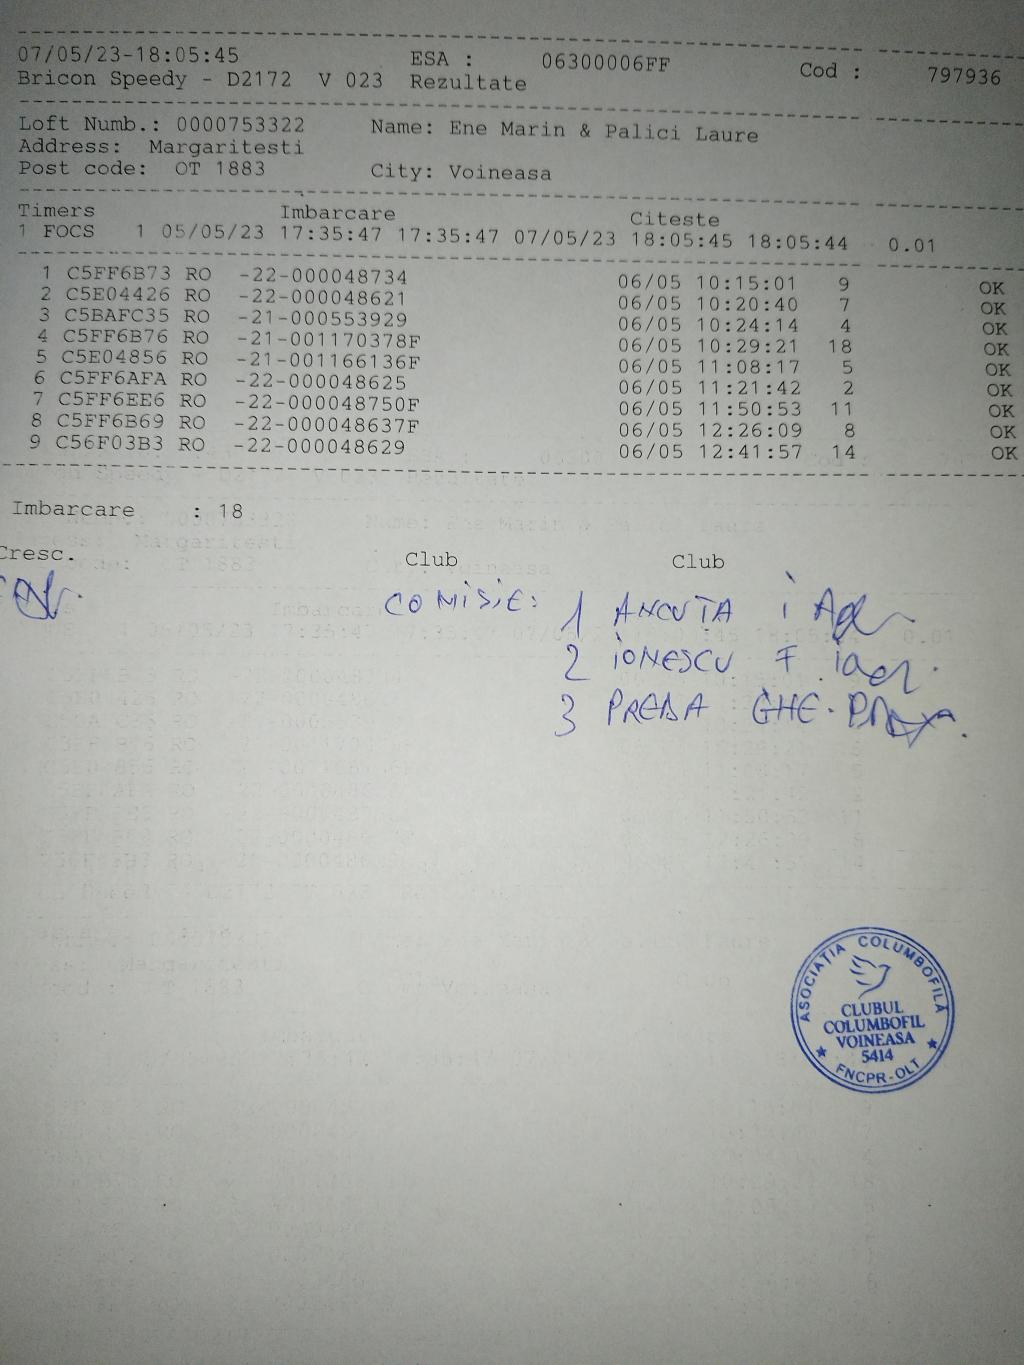 07/05/23-18:05:45 ESA : 06300006FF Cod : 797936
Bricon Speedy - D2172 V 023 Rezultate
Loft Numb.: 0000753322 Name: Ene Marin & Palici Laure
Address: Margaritesti
Post code: OT 1883 City: Voineasa
Timers Imbarcare Citeste
1 FOCS 1 05/05/23 17:35:47 17:35:47 07/05/23 18:05:45 18:05:44 0.01
1 C5FF6B73 RO -22-000048734 06/05 10:15:01 9 OK
2 C5E04426 RO -22-000048621 06/05 10:20:40 7 OK
3 C5BAFC35 RO -21-000553929 06/05 10:24:14 4 OK
4 C5FF6B76 RO -21-001170378F 06/05 10:29:21 18 OK
5 C5E04856 RO -21-001166136F 06/05 11:08:17 5 OK
6 C5FF6AFA RO -22-000048625 06/05 11:21:42 2 OK
7 C5FF6EE6 RO -22-000048750F 06/05 11:50:53 11 OK
8 C5FF6B69 RO -22-000048637F 06/05 12:26:09 8 OK
9 C56F03B3 RO -22-000048629 06/05 12:41:57 14 OK
Imbarcare : 18
Cresc. Club Club
COMISIE: 1 ANCUȚA I
2 IONESCU F
3 PREDA GHE.
ASOCIAȚIA COLUMBOFILĂ
CLUBUL
COLUMBOFIL
VOINEASA
5414
FNCPR-OLT